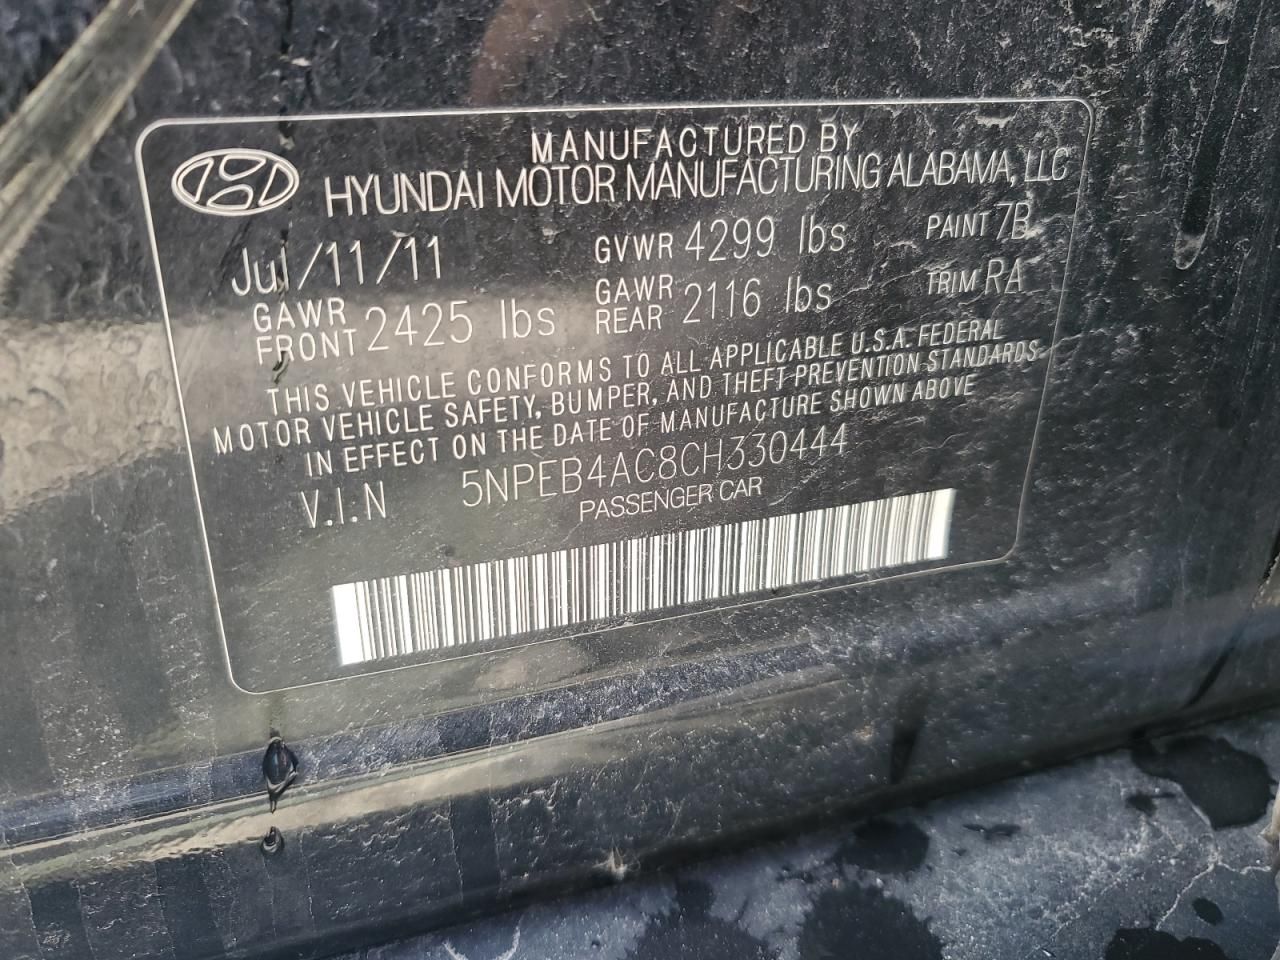 MANUFACTURED BY
HYUNDAI MOTOR MANUFACTURING ALABAMA, LLC
Jul/11/11 GVWR 4299 lbs PAINT 7B
GAWR FRONT 2425 lbs GAWR REAR 2116 lbs TRIM RA
THIS VEHICLE CONFORMS TO ALL APPLICABLE U.S.A. FEDERAL
MOTOR VEHICLE SAFETY, BUMPER, AND THEFT PREVENTION STANDARDS
IN EFFECT ON THE DATE OF MANUFACTURE SHOWN ABOVE
V.I.N 5NPEB4AC8CH330444
PASSENGER CAR